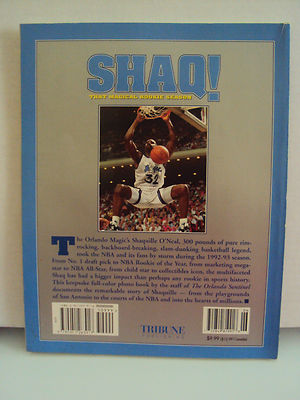 SHAQ!
THAT MAGICAL ROOKIE SEASON
32
The Orlando Magic's Shaquille O'Neal, 300 pounds of pure rim-
rocking, backboard-breaking, slam-dunking basketball legend,
took the NBA and its fans by storm during the 1992-93 season.
From No. 1 draft pick to NBA Rookie of the Year, from marketing mega-
star to NBA All-Star, from child star to collectibles icon, the multifaceted
Shaq has had a bigger impact than perhaps any rookie in sports history.
This keepsake full-color photo book by the staff of The Orlando Sentinel
documents the remarkable story of Shaquille — from the playgrounds
of San Antonio to the courts of the NBA and into the hearts of millions.
TRIBUNE
PUBLISHING